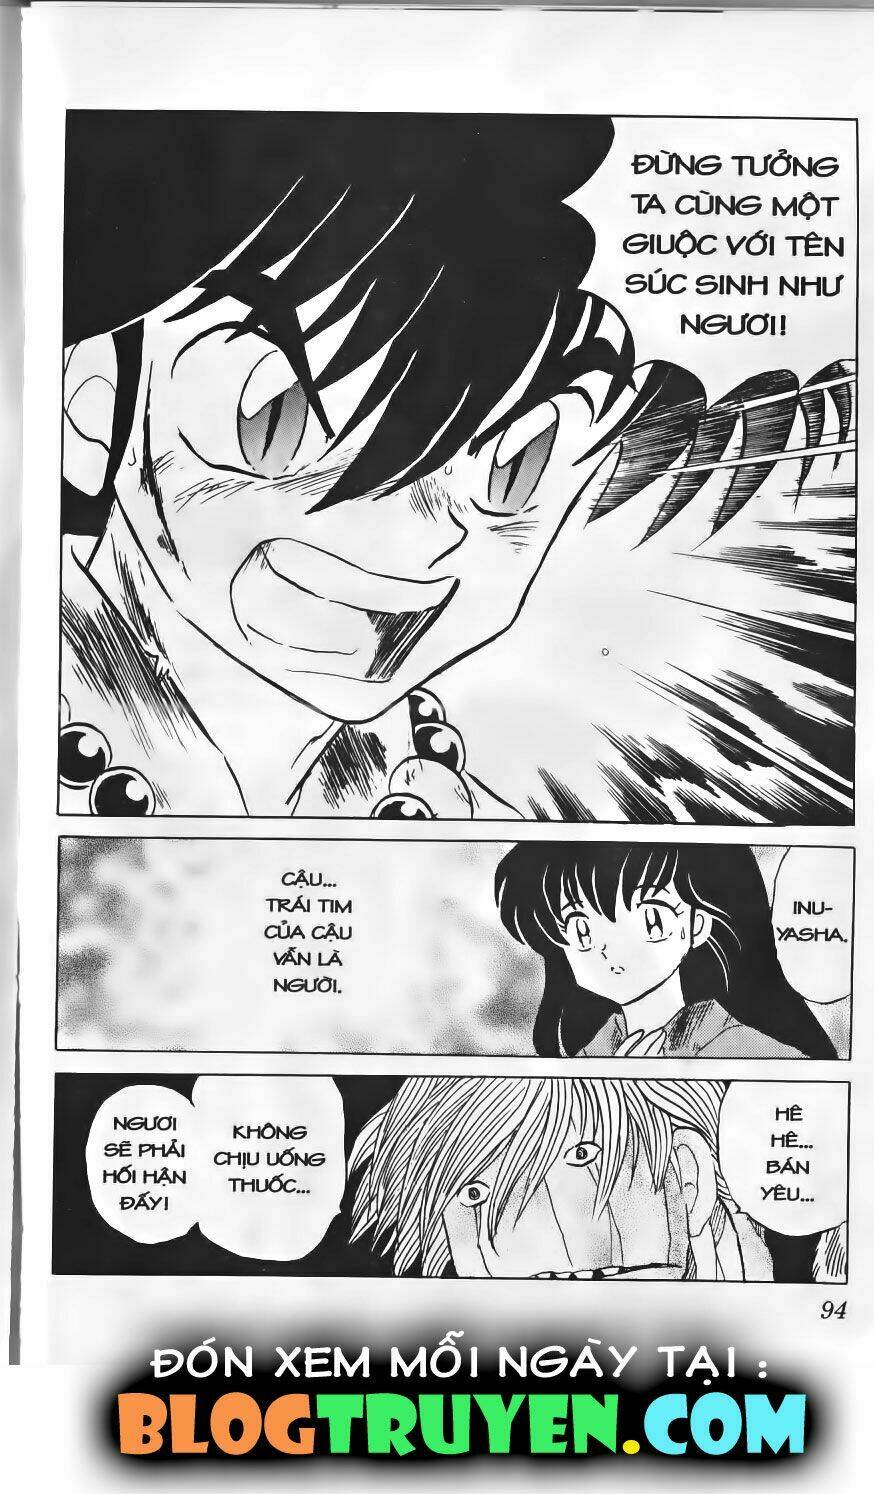 ĐỪNG TƯỞNG
TA CÙNG MỘT
GIUỘC VỚI TÊN
SÚC SINH NHƯ
NGƯƠI!
INU-
YASHA.
CẬU...
TRÁI TIM
CỦA CẬU
VẪN LÀ
NGƯỜI.
HÊ
HÊ...
BÁN
YÊU...
KHÔNG
CHỊU UỐNG
THUỐC...
NGƯƠI
SẼ PHẢI
HỐI HẬN
ĐẤY!
94
ĐÓN XEM MỖI NGÀY TẠI :
BLOGTRUYEN.COM